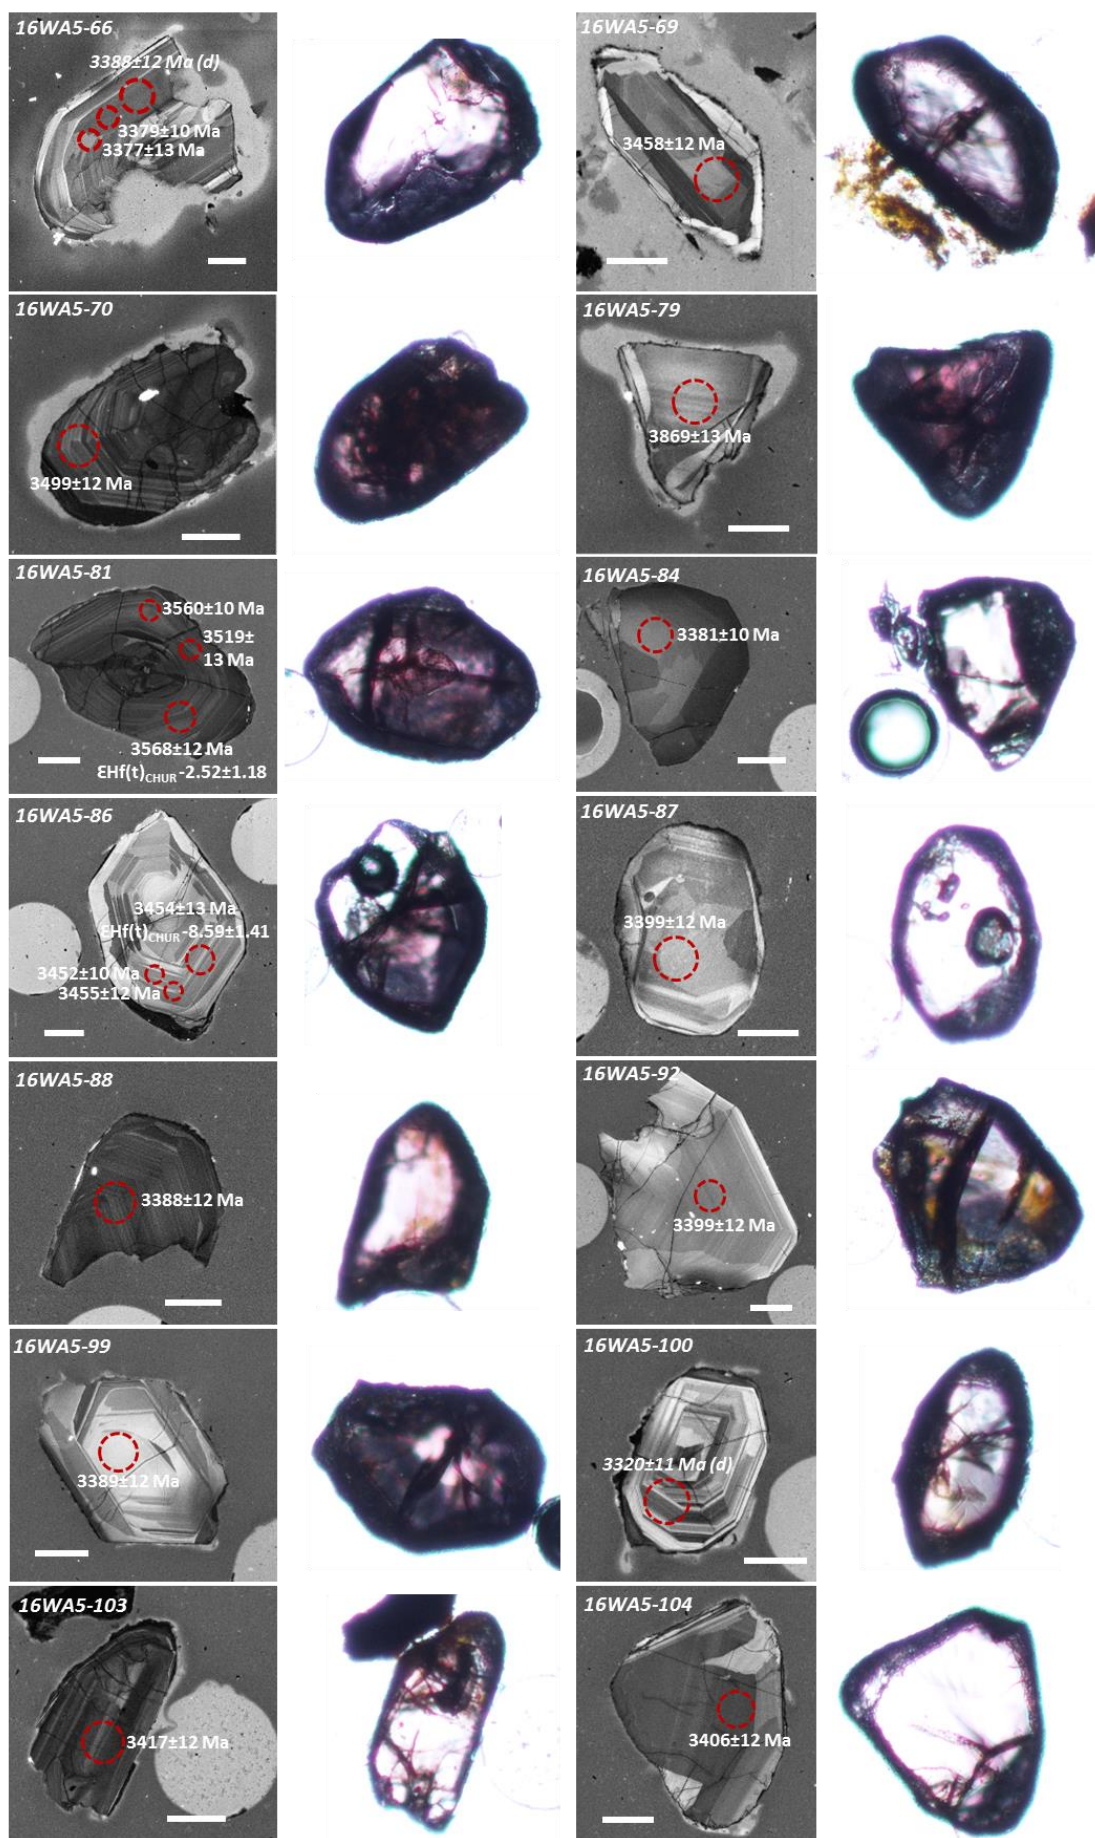 16WA5-66
3388±12 Ma (d)
3379±10 Ma
3377±13 Ma
16WA5-69
3458±12 Ma
16WA5-70
3499±12 Ma
16WA5-79
3869±13 Ma
16WA5-81
3560±10 Ma
3519±
13 Ma
3568±12 Ma
ƐHf(t)CHUR -2.52±1.18
16WA5-84
3381±10 Ma
16WA5-86
3454±13 Ma
ƐHf(t)CHUR -8.59±1.41
3452±10 Ma
3455±12 Ma
16WA5-87
3399±12 Ma
16WA5-88
3388±12 Ma
16WA5-92
3399±12 Ma
16WA5-99
3389±12 Ma
16WA5-100
3320±11 Ma (d)
16WA5-103
3417±12 Ma
16WA5-104
3406±12 Ma